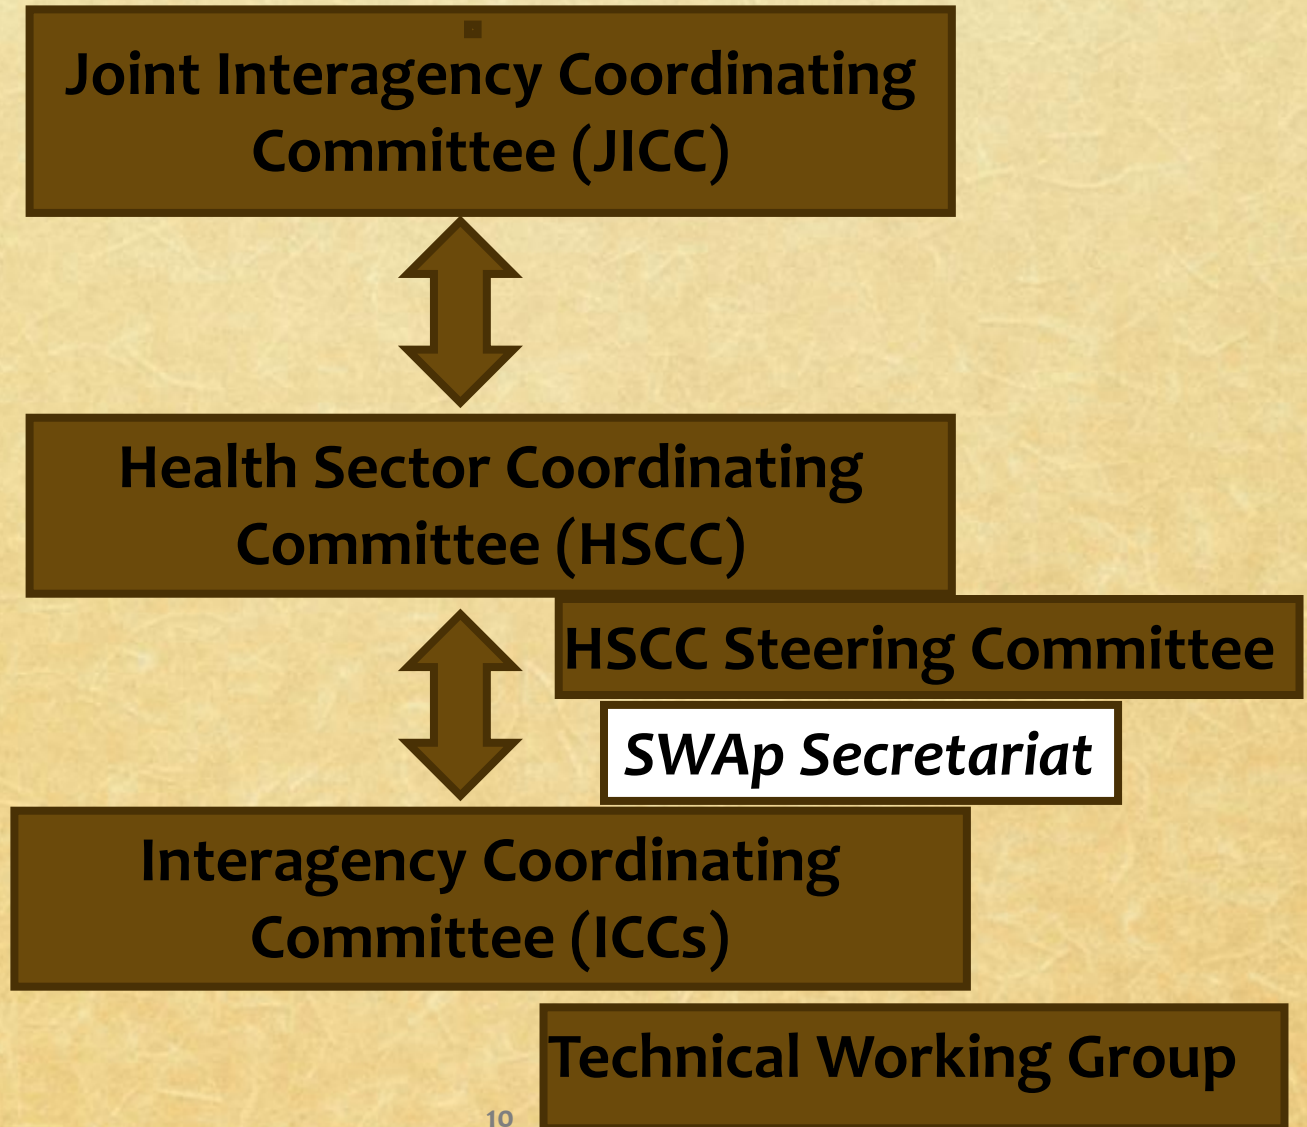 Joint Interagency Coordinating
Committee (JICC)
Health Sector Coordinating
Committee (HSCC)
HSCC Steering Committee
SWAp Secretariat
Interagency Coordinating
Committee (ICCs)
Technical Working Group
10